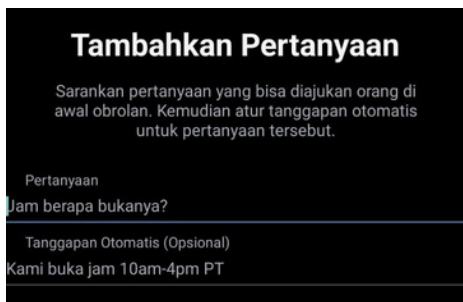 Tambahkan Pertanyaan
Sarankan pertanyaan yang bisa diajukan orang di
awal obrolan. Kemudian atur tanggapan otomatis
untuk pertanyaan tersebut.
Pertanyaan
Jam berapa bukanya?
Tanggapan Otomatis (Opsional)
Kami buka jam 10am-4pm PT